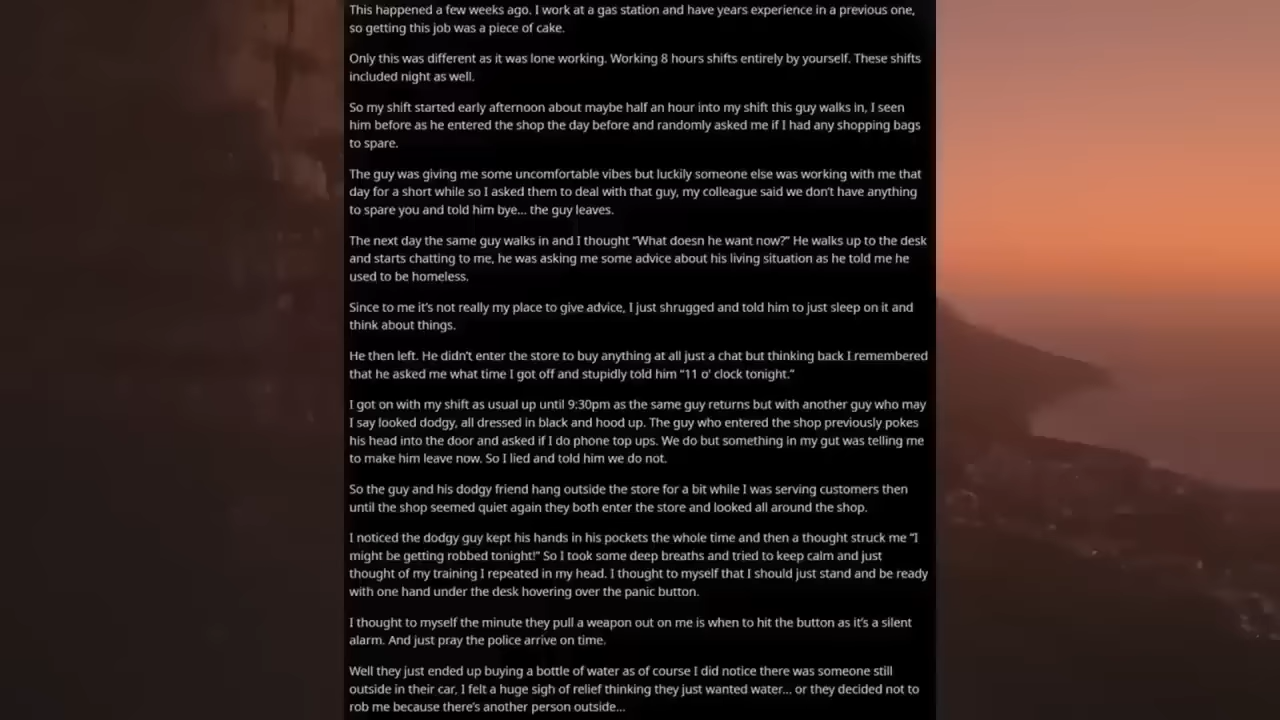 This happened a few weeks ago. I work at a gas station and have years experience in a previous one,
so getting this job was a piece of cake.
Only this was different as it was lone working. Working 8 hours shifts entirely by yourself. These shifts
included night as well.
So my shift started early afternoon about maybe half an hour into my shift this guy walks in, I seen
him before as he entered the shop the day before and randomly asked me if I had any shopping bags
to spare.
The guy was giving me some uncomfortable vibes but luckily someone else was working with me that
day for a short while so I asked them to deal with that guy, my colleague said we don't have anything
to spare you and told him bye... the guy leaves.
The next day the same guy walks in and I thought "What doesn he want now?" He walks up to the desk
and starts chatting to me, he was asking me some advice about his living situation as he told me he
used to be homeless.
Since to me it's not really my place to give advice, I just shrugged and told him to just sleep on it and
think about things.
He then left. He didn't enter the store to buy anything at all just a chat but thinking back I remembered
that he asked me what time I got off and stupidly told him "11 o' clock tonight."
I got on with my shift as usual up until 9:30pm as the same guy returns but with another guy who may
I say looked dodgy, all dressed in black and hood up. The guy who entered the shop previously pokes
his head into the door and asked if I do phone top ups. We do but something in my gut was telling me
to make him leave now. So I lied and told him we do not.
So the guy and his dodgy friend hang outside the store for a bit while I was serving customers then
until the shop seemed quiet again they both enter the store and looked all around the shop.
I noticed the dodgy guy kept his hands in his pockets the whole time and then a thought struck me "I
might be getting robbed tonight!" So I took some deep breaths and tried to keep calm and just
thought of my training I repeated in my head. I thought to myself that I should just stand and be ready
with one hand under the desk hovering over the panic button.
I thought to myself the minute they pull a weapon out on me is when to hit the button as it's a silent
alarm. And just pray the police arrive on time.
Well they just ended up buying a bottle of water as of course I did notice there was someone still
outside in their car, I felt a huge sigh of relief thinking they just wanted water... or they decided not to
rob me because there's another person outside...